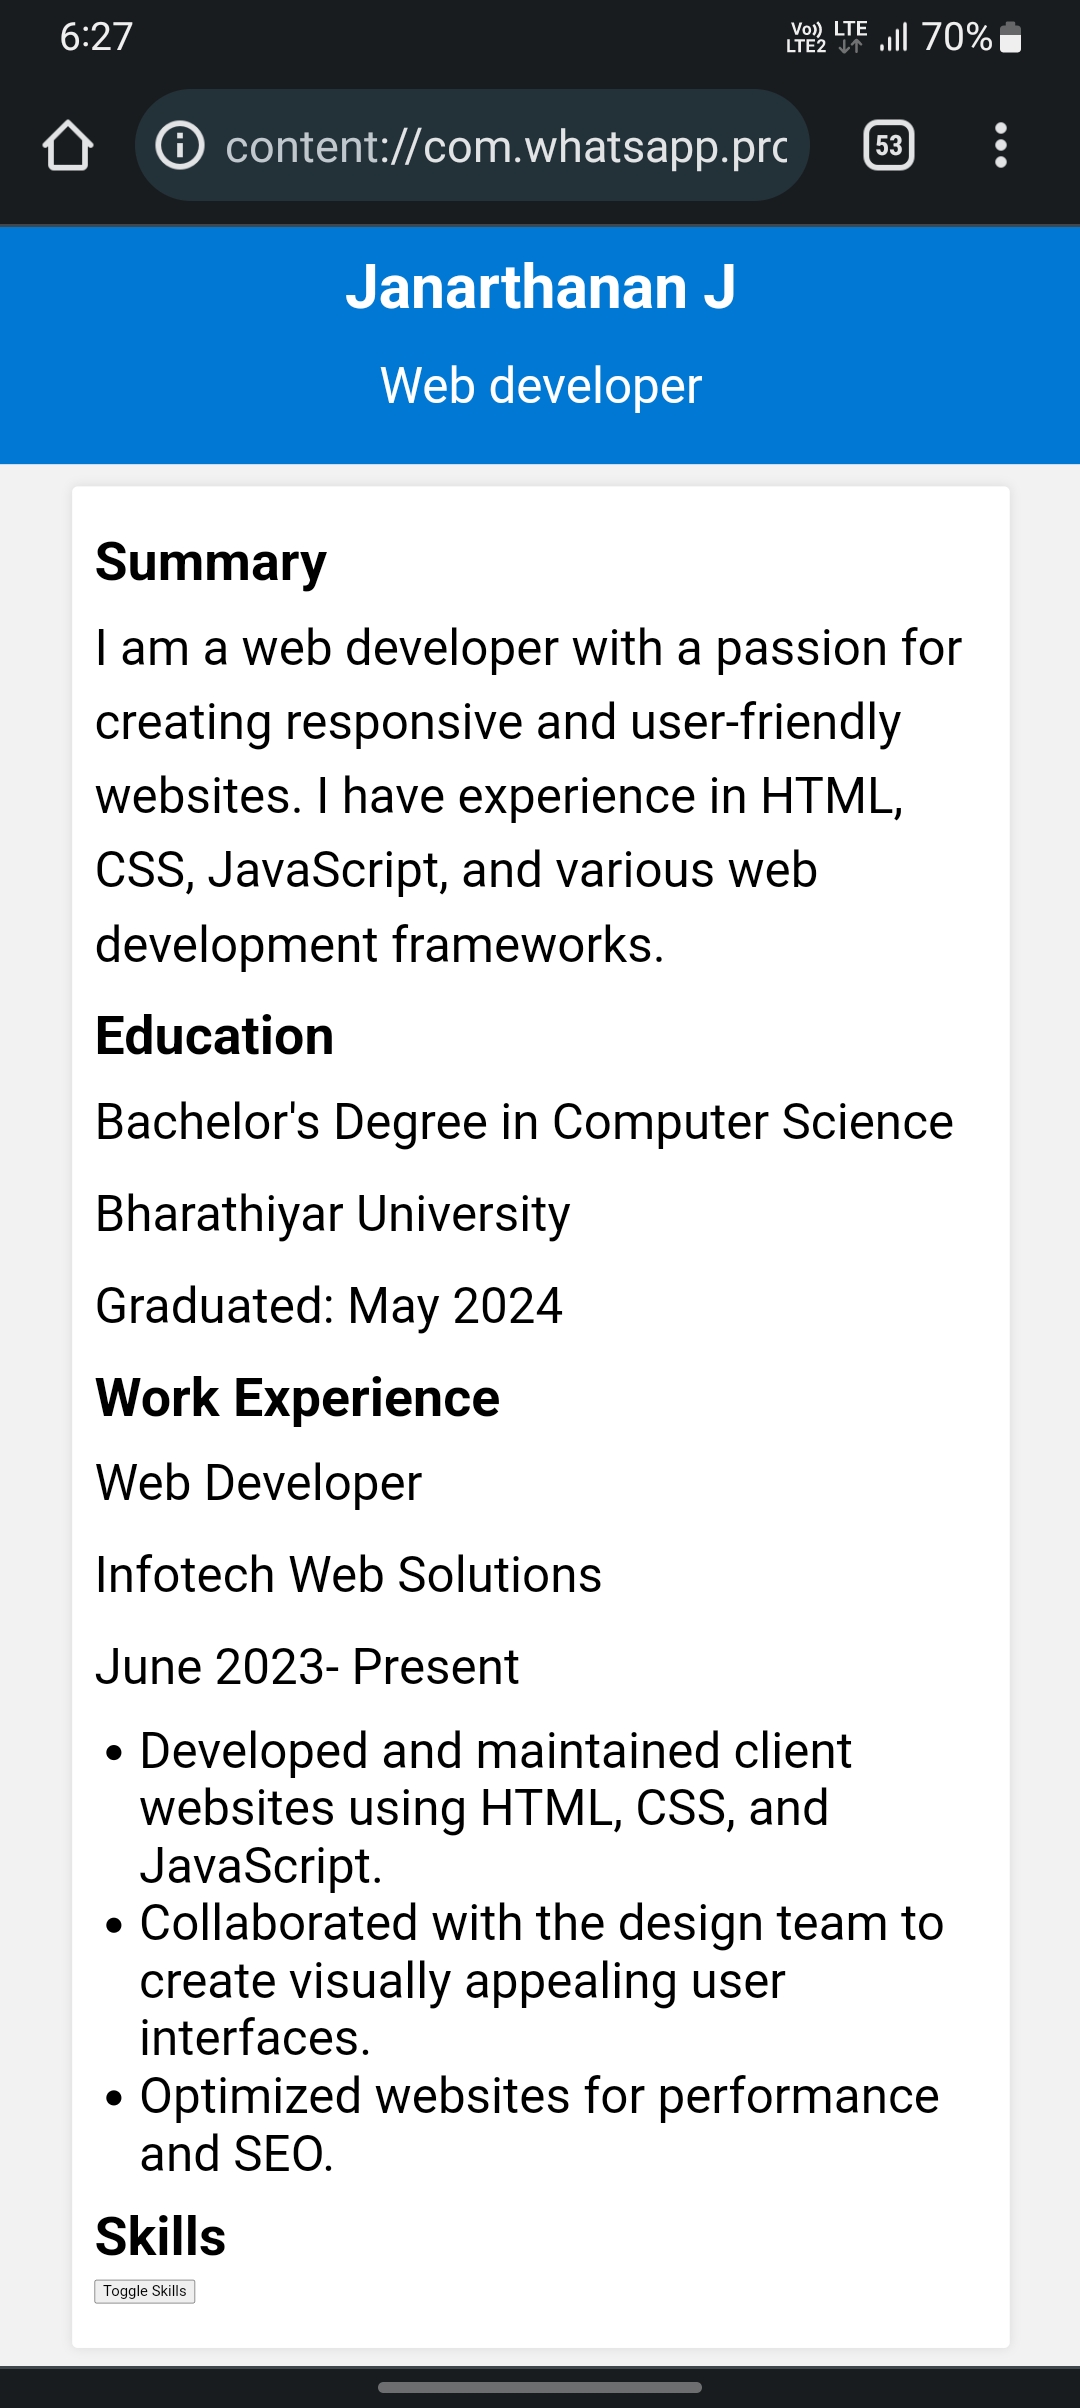 6:27
Vo)) LTE2 LTE 70%
content://com.whatsapp.prc
53
Janarthanan J
Web developer
Summary
I am a web developer with a passion for
creating responsive and user-friendly
websites. I have experience in HTML,
CSS, JavaScript, and various web
development frameworks.
Education
Bachelor's Degree in Computer Science
Bharathiyar University
Graduated: May 2024
Work Experience
Web Developer
Infotech Web Solutions
June 2023- Present
Developed and maintained client
websites using HTML, CSS, and
JavaScript.
Collaborated with the design team to
create visually appealing user
interfaces.
Optimized websites for performance
and SEO.
Skills
Toggle Skills